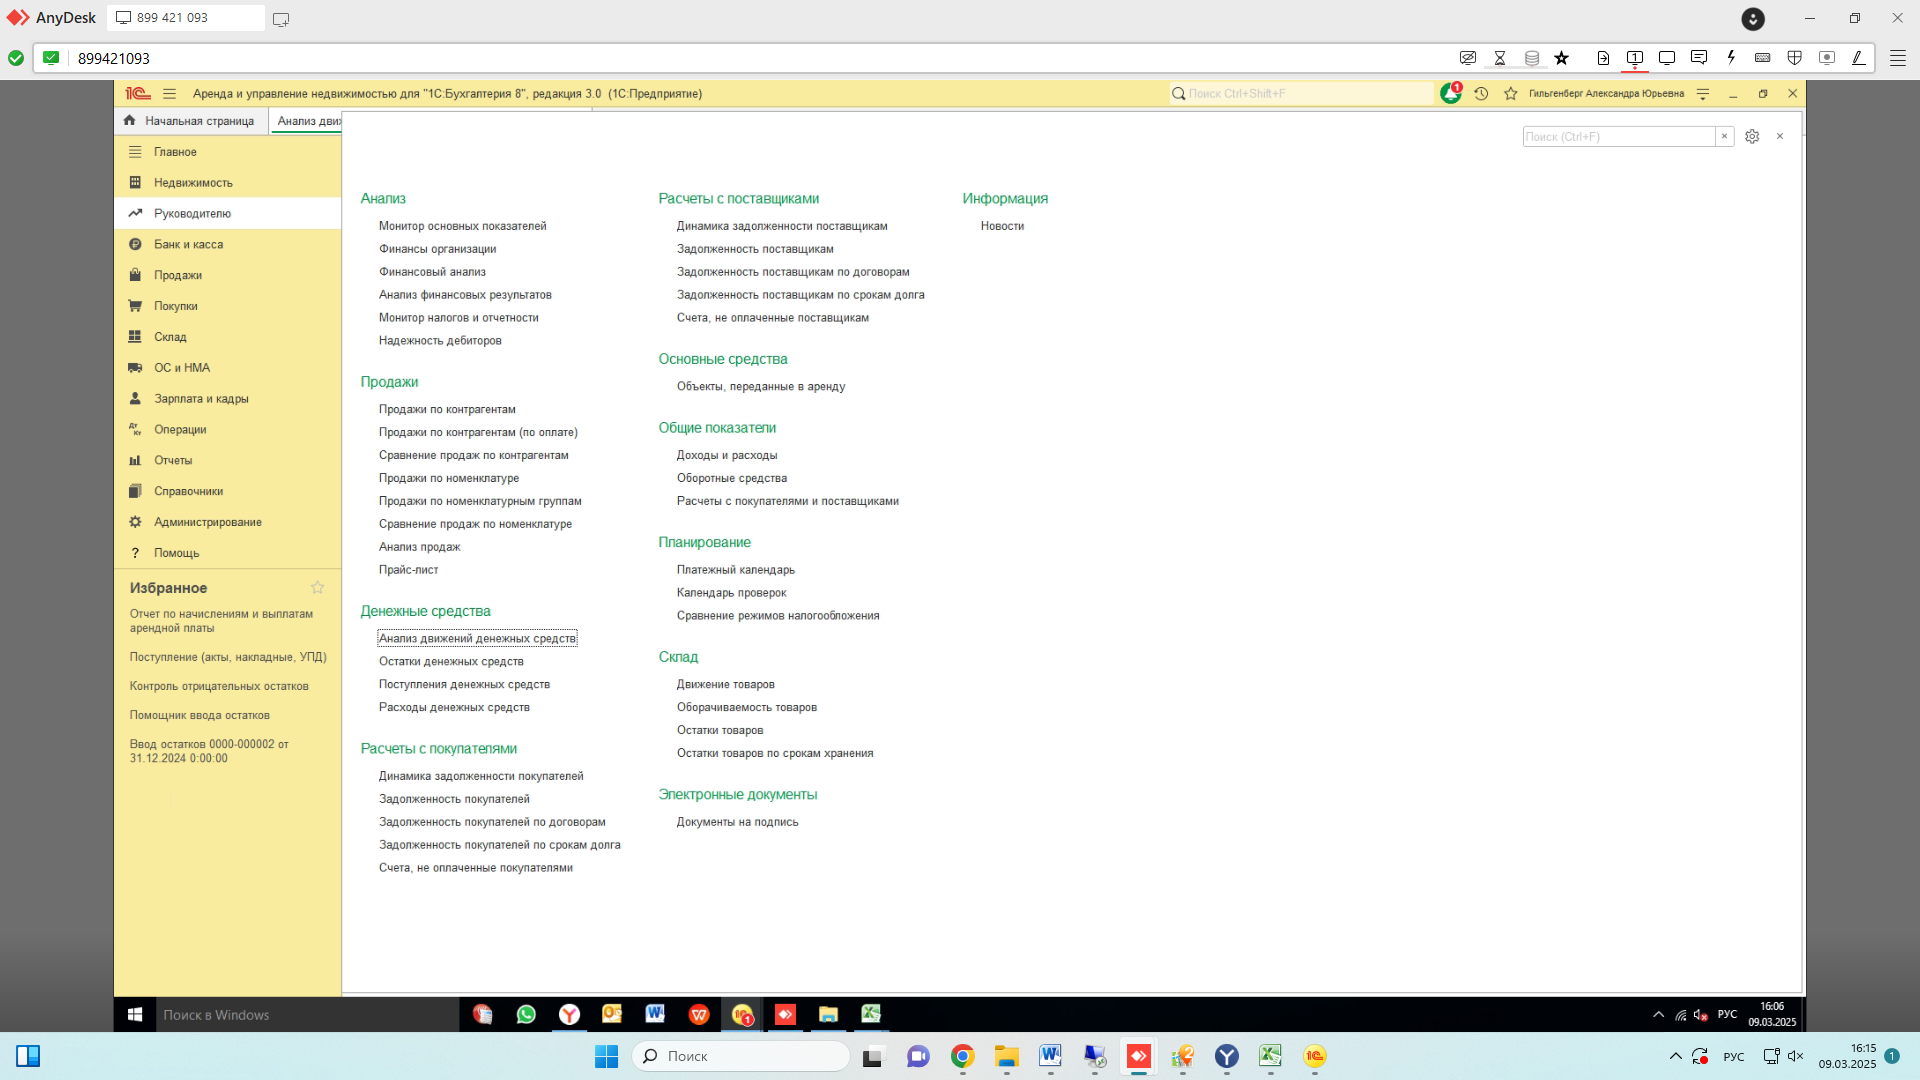 AnyDesk
899 421 093
899421093
Аренда и управление недвижимостью для "1С:Бухгалтерия 8", редакция 3.0 (1С:Предприятие)
Поиск Ctrl+Shift+F
1
Гильгенберг Александра Юрьевна
Начальная страница
Анализ движ
Поиск (Ctrl+F)
Главное
Недвижимость
Руководителю
Банк и касса
Продажи
Покупки
Склад
ОС и НМА
Зарплата и кадры
Операции
Отчеты
Справочники
Администрирование
Помощь
Избранное
Отчет по начислениям и выплатам
арендной платы
Поступление (акты, накладные, УПД)
Контроль отрицательных остатков
Помощник ввода остатков
Ввод остатков 0000-000002 от
31.12.2024 0:00:00
Анализ
Монитор основных показателей
Финансы организации
Финансовый анализ
Анализ финансовых результатов
Монитор налогов и отчетности
Надежность дебиторов
Продажи
Продажи по контрагентам
Продажи по контрагентам (по оплате)
Сравнение продаж по контрагентам
Продажи по номенклатуре
Продажи по номенклатурным группам
Сравнение продаж по номенклатуре
Анализ продаж
Прайс-лист
Денежные средства
Анализ движений денежных средств
Остатки денежных средств
Поступления денежных средств
Расходы денежных средств
Расчеты с покупателями
Динамика задолженности покупателей
Задолженность покупателей
Задолженность покупателей по договорам
Задолженность покупателей по срокам долга
Счета, не оплаченные покупателями
Расчеты с поставщиками
Динамика задолженности поставщикам
Задолженность поставщикам
Задолженность поставщикам по договорам
Задолженность поставщикам по срокам долга
Счета, не оплаченные поставщикам
Основные средства
Объекты, переданные в аренду
Общие показатели
Доходы и расходы
Оборотные средства
Расчеты с покупателями и поставщиками
Планирование
Платежный календарь
Календарь проверок
Сравнение режимов налогообложения
Склад
Движение товаров
Оборачиваемость товаров
Остатки товаров
Остатки товаров по срокам хранения
Электронные документы
Документы на подпись
Информация
Новости
Поиск в Windows
РУС
16:06
09.03.2025
Поиск
РУС
16:15
09.03.2025
1